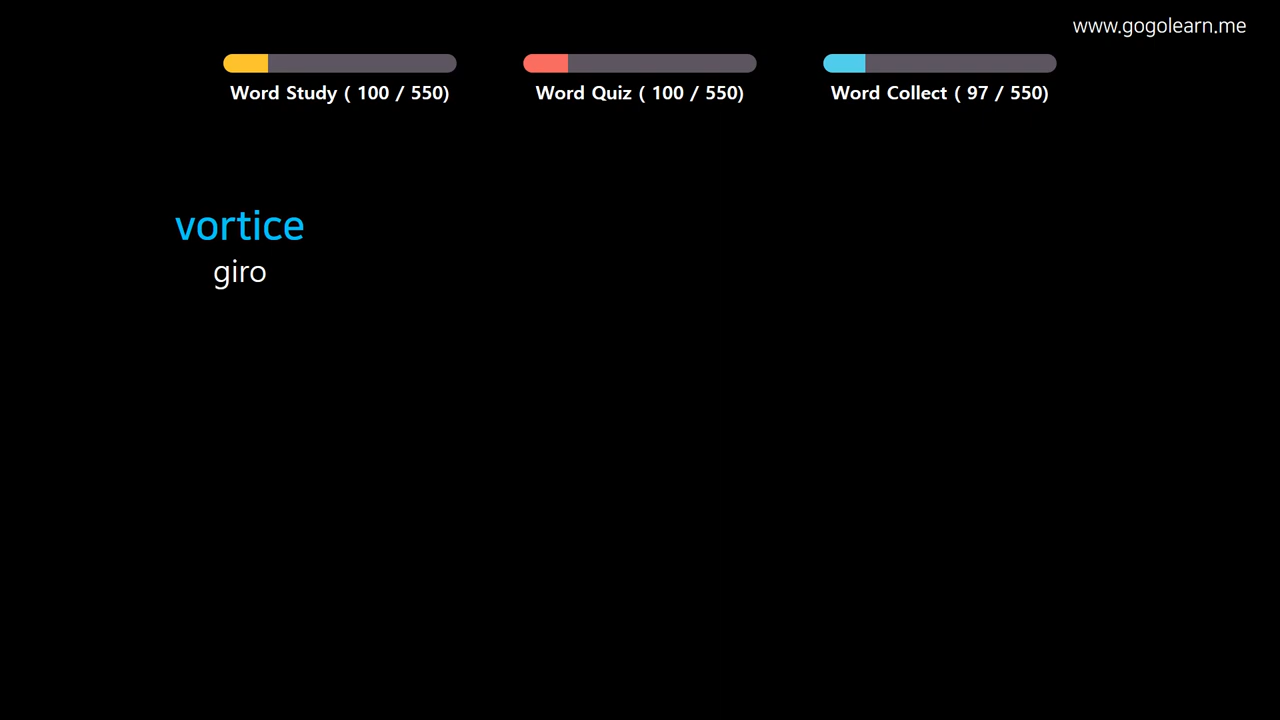 www.gogolearn.me
Word Study ( 100 / 550)
Word Quiz ( 100 / 550)
Word Collect ( 97 / 550)
vortice
giro